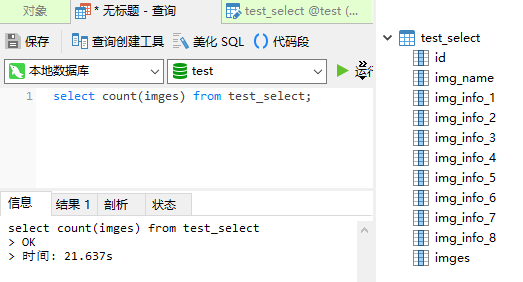 对象
* 无标题 - 查询
test_select @test (...
保存
查询创建工具
美化 SQL
() 代码段
本地数据库
test
运行
1 select count(imges) from test_select;
信息
结果 1
剖析
状态
select count(imges) from test_select
> OK
> 时间: 21.637s
test_select
id
img_name
img_info_1
img_info_2
img_info_3
img_info_4
img_info_5
img_info_6
img_info_7
img_info_8
imges